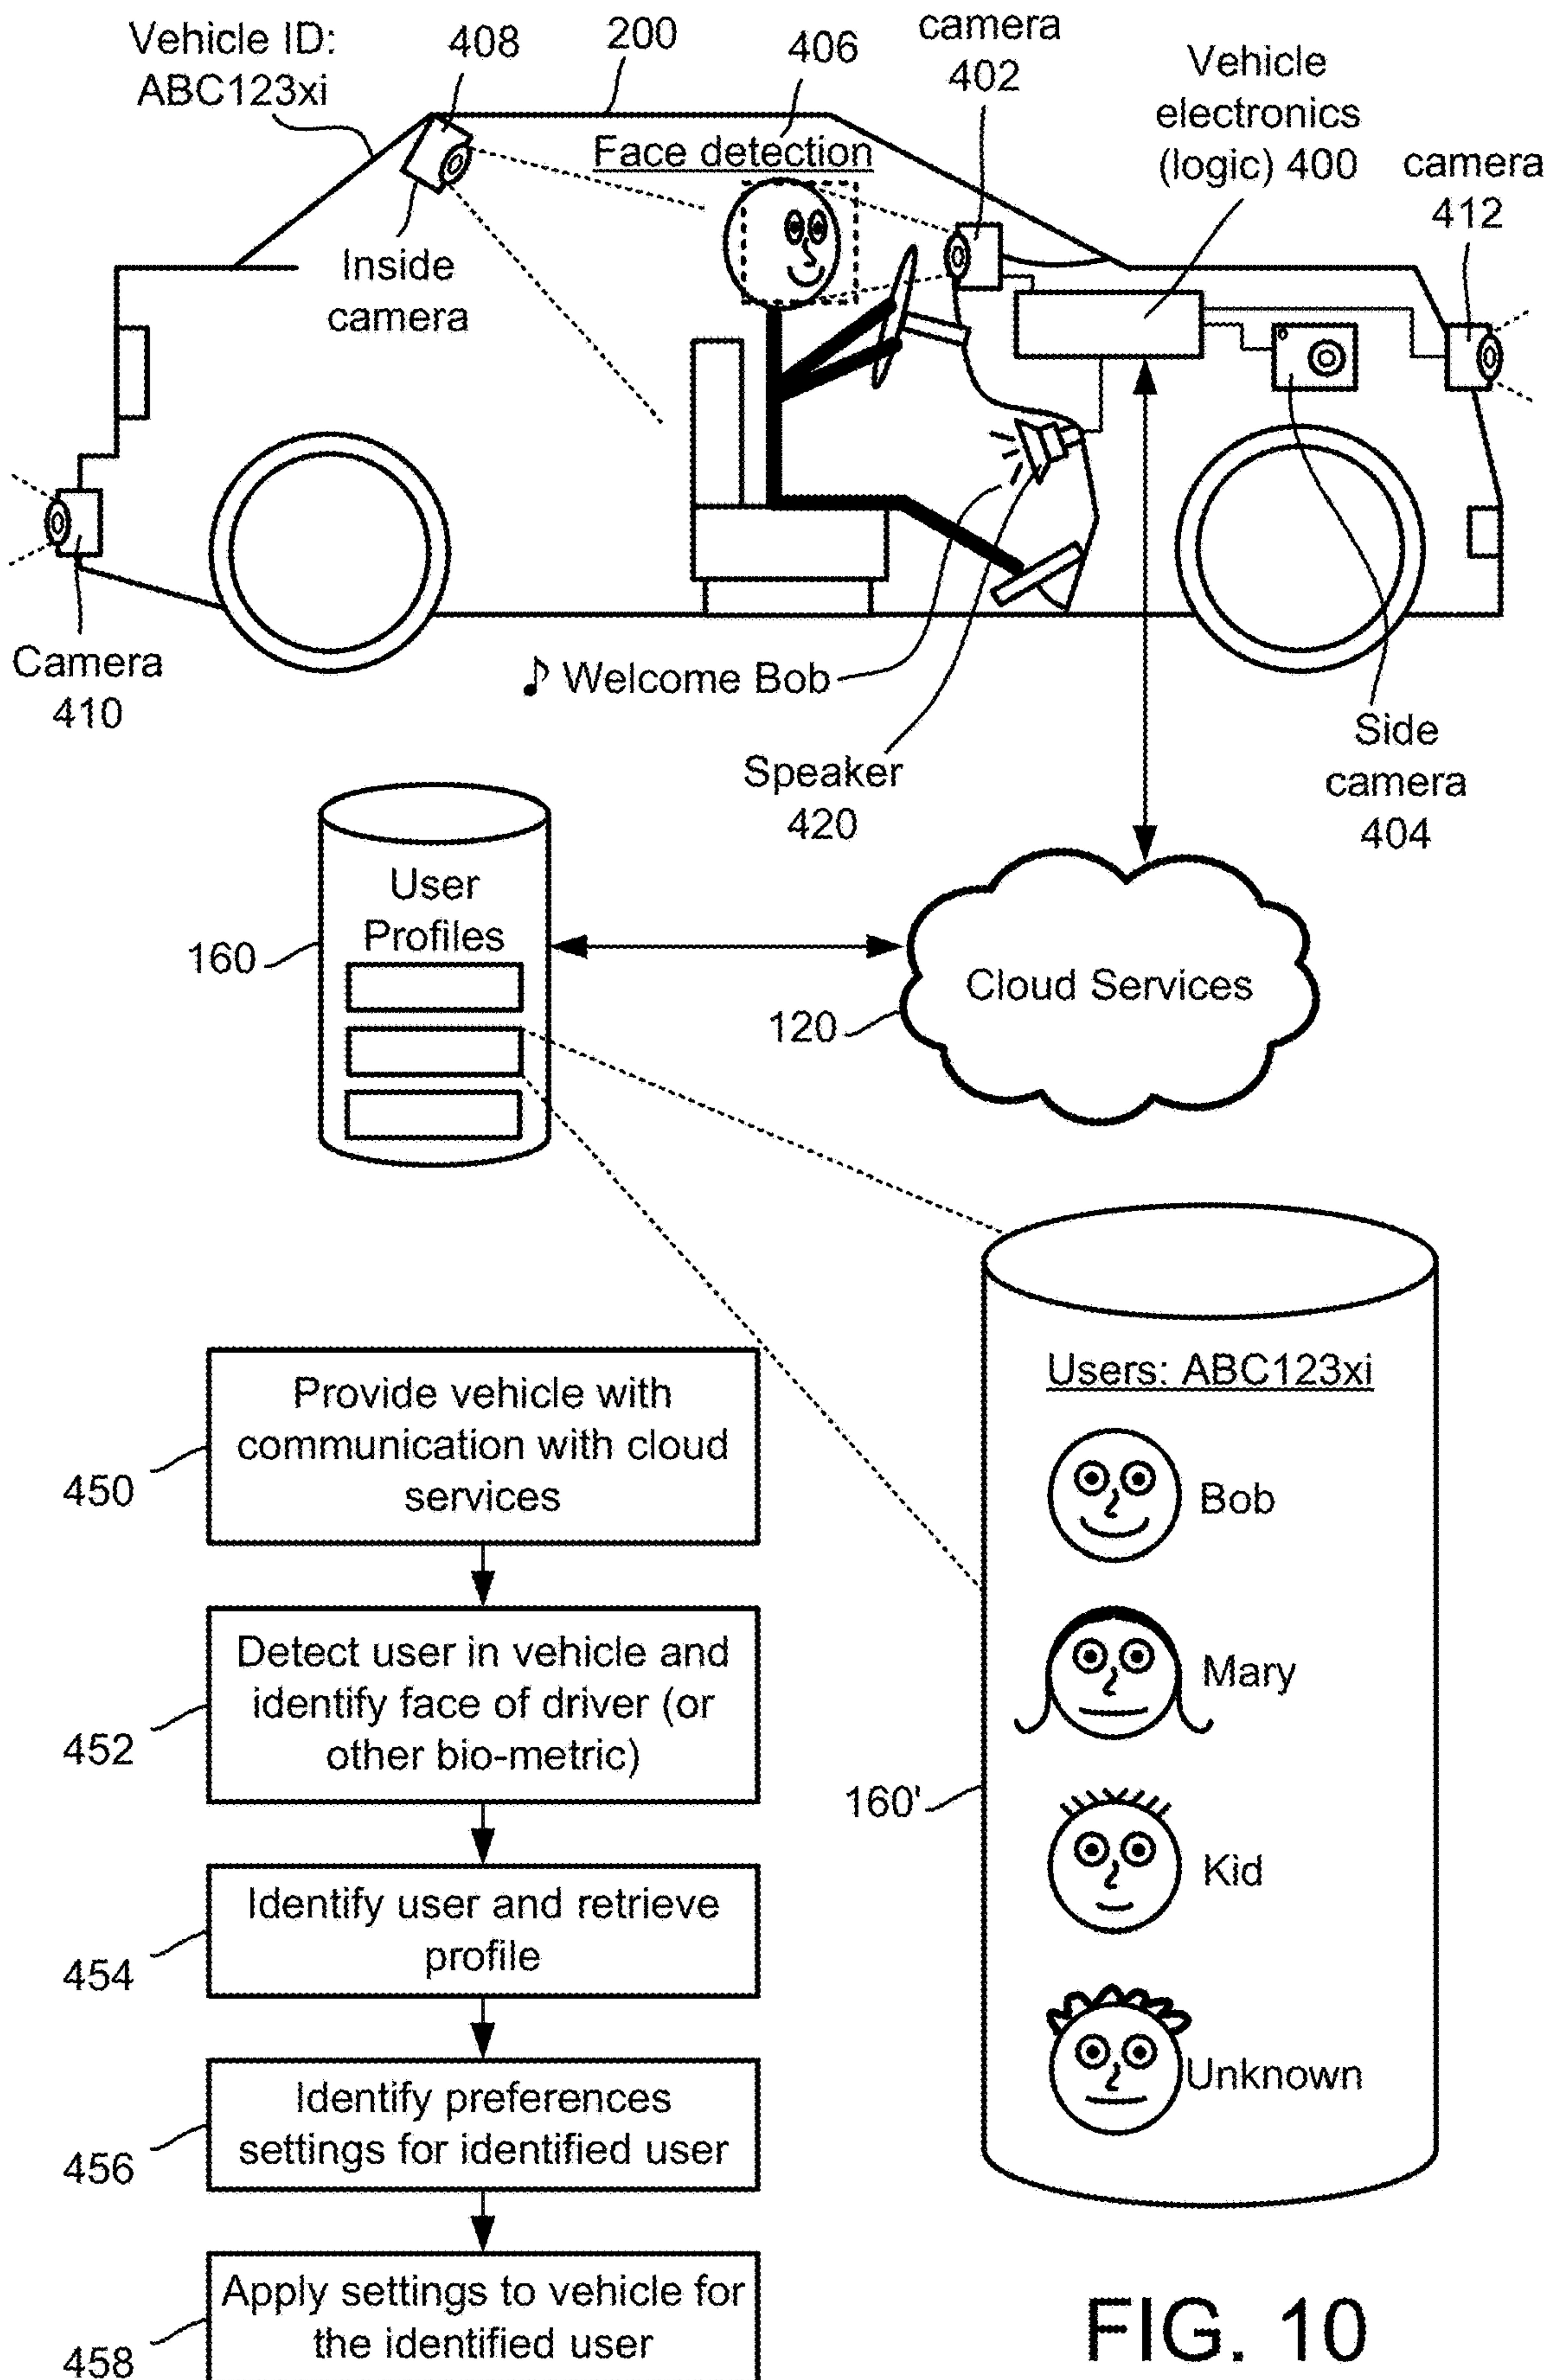 Vehicle ID:
ABC123xi
408
200
406
camera
402
Vehicle
electronics
(logic) 400
camera
412
Face detection
Inside
camera
Camera
410
♪ Welcome Bob
Speaker
420
Side
camera
404
User
Profiles
160
Cloud Services
120
Users: ABC123xi
Bob
Mary
Kid
Unknown
160'
Provide vehicle with
communication with cloud
services
450
Detect user in vehicle and
identify face of driver (or
other bio-metric)
452
Identify user and retrieve
profile
454
Identify preferences
settings for identified user
456
Apply settings to vehicle for
the identified user
458
FIG. 10